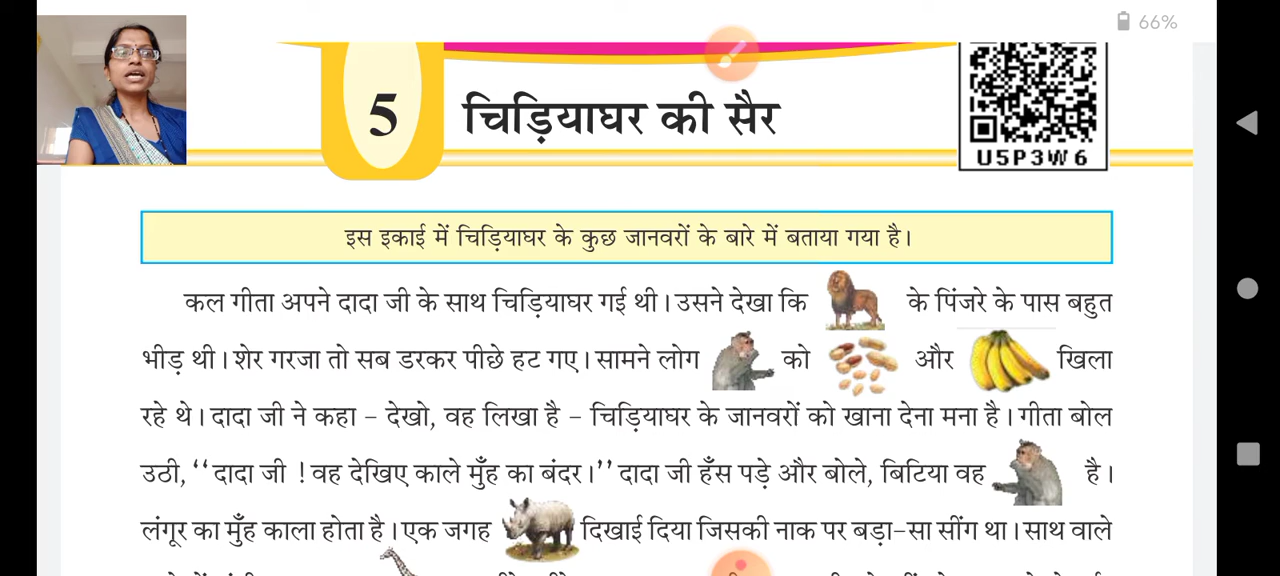 66%
5 चिड़ियाघर की सैर
U5P3W6
इस इकाई में चिड़ियाघर के कुछ जानवरों के बारे में बताया गया है।
कल गीता अपने दादा जी के साथ चिड़ियाघर गई थी। उसने देखा कि के पिंजरे के पास बहुत
भीड़ थी। शेर गरजा तो सब डरकर पीछे हट गए। सामने लोग को और खिला
रहे थे। दादा जी ने कहा – देखो, वह लिखा है – चिड़ियाघर के जानवरों को खाना देना मना है। गीता बोल
उठी, ‘‘दादा जी ! वह देखिए काले मुँह का बंदर।’’ दादा जी हँस पड़े और बोले, बिटिया वह है।
लंगूर का मुँह काला होता है। एक जगह दिखाई दिया जिसकी नाक पर बड़ा-सा सींग था। साथ वाले